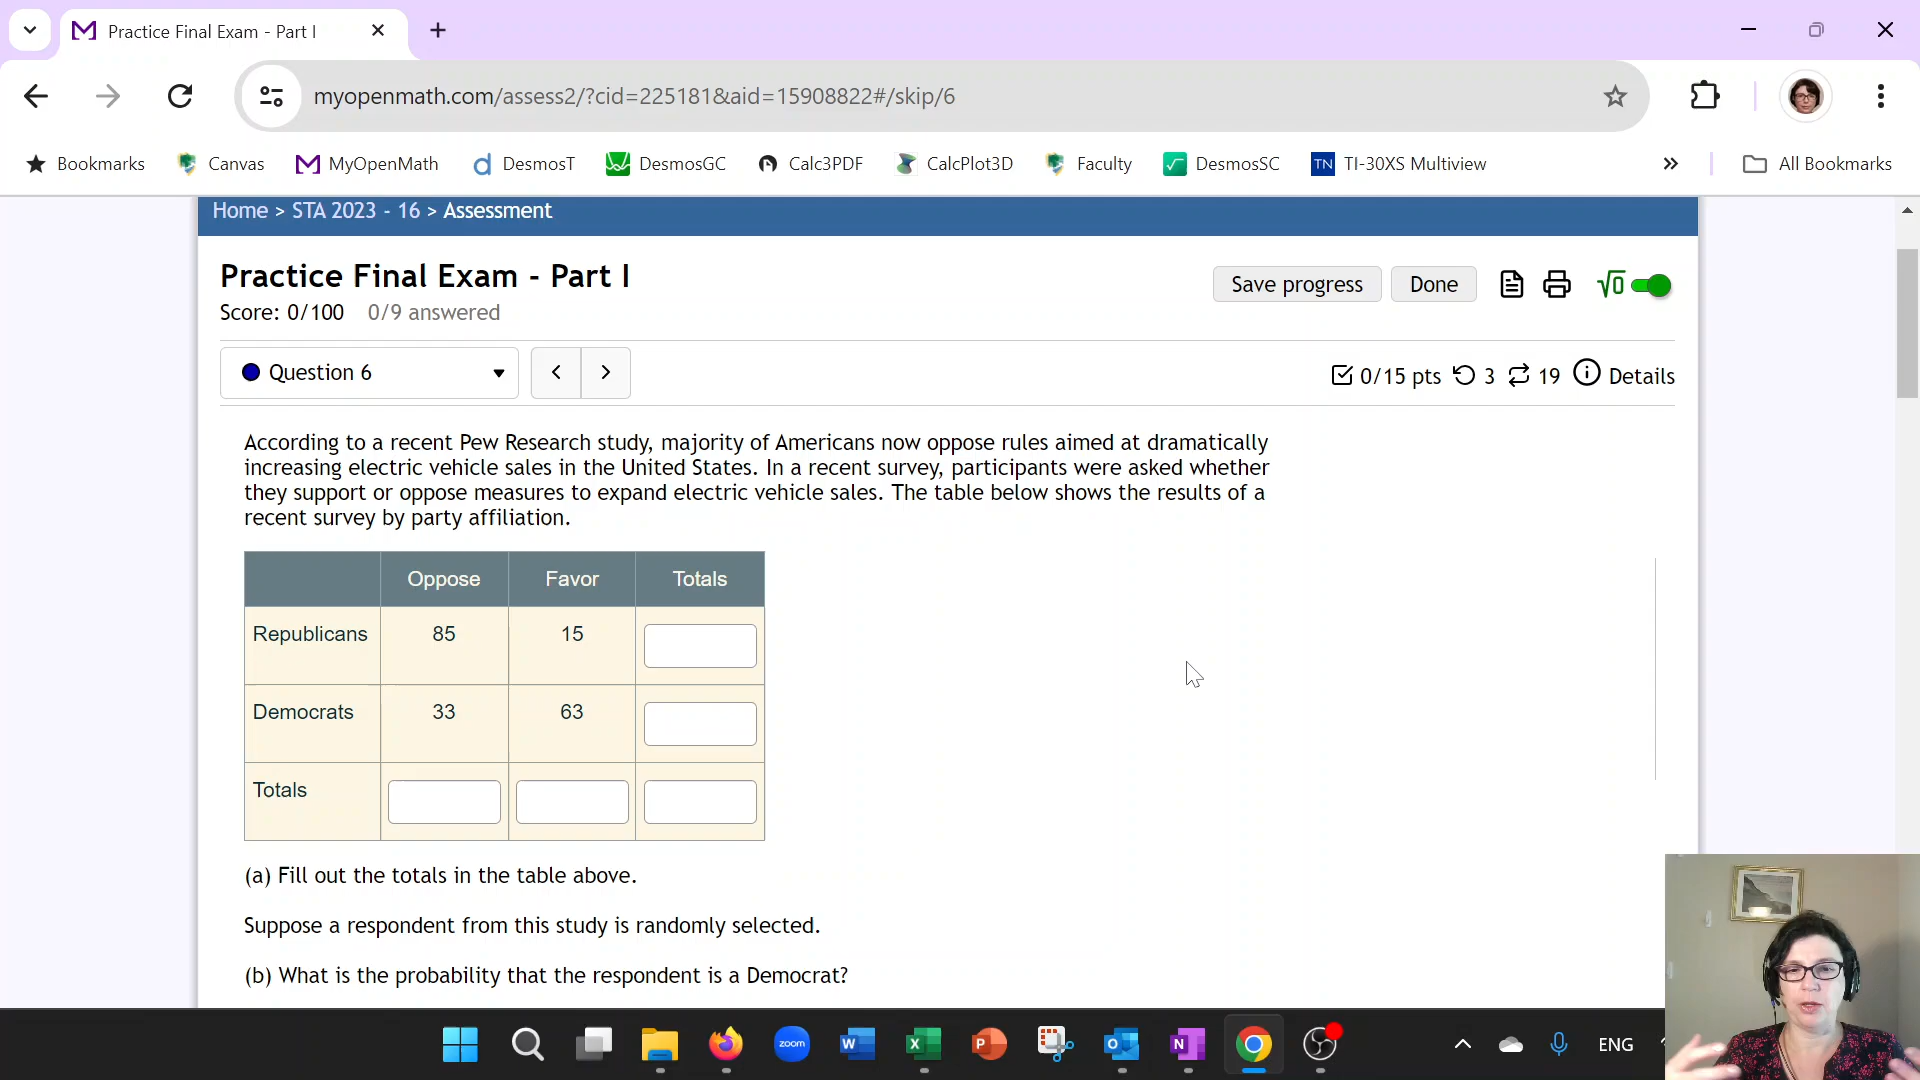 Practice Final Exam - Part I
myopenmath.com/assess2/?cid=225181&aid=15908822#/skip/6
Bookmarks Canvas MyOpenMath DesmosT DesmosGC Calc3PDF CalcPlot3D Faculty DesmosSC TN TI-30XS Multiview » All Bookmarks
Home > STA 2023 - 16 > Assessment
Practice Final Exam - Part I
Save progress Done √0
Score: 0/100 0/9 answered
Question 6 < > 0/15 pts 3 19 Details
According to a recent Pew Research study, majority of Americans now oppose rules aimed at dramatically
increasing electric vehicle sales in the United States. In a recent survey, participants were asked whether
they support or oppose measures to expand electric vehicle sales. The table below shows the results of a
recent survey by party affiliation.
Oppose Favor Totals
Republicans 85 15
Democrats 33 63
Totals
(a) Fill out the totals in the table above.
Suppose a respondent from this study is randomly selected.
(b) What is the probability that the respondent is a Democrat?
zoom W X P O N ENG